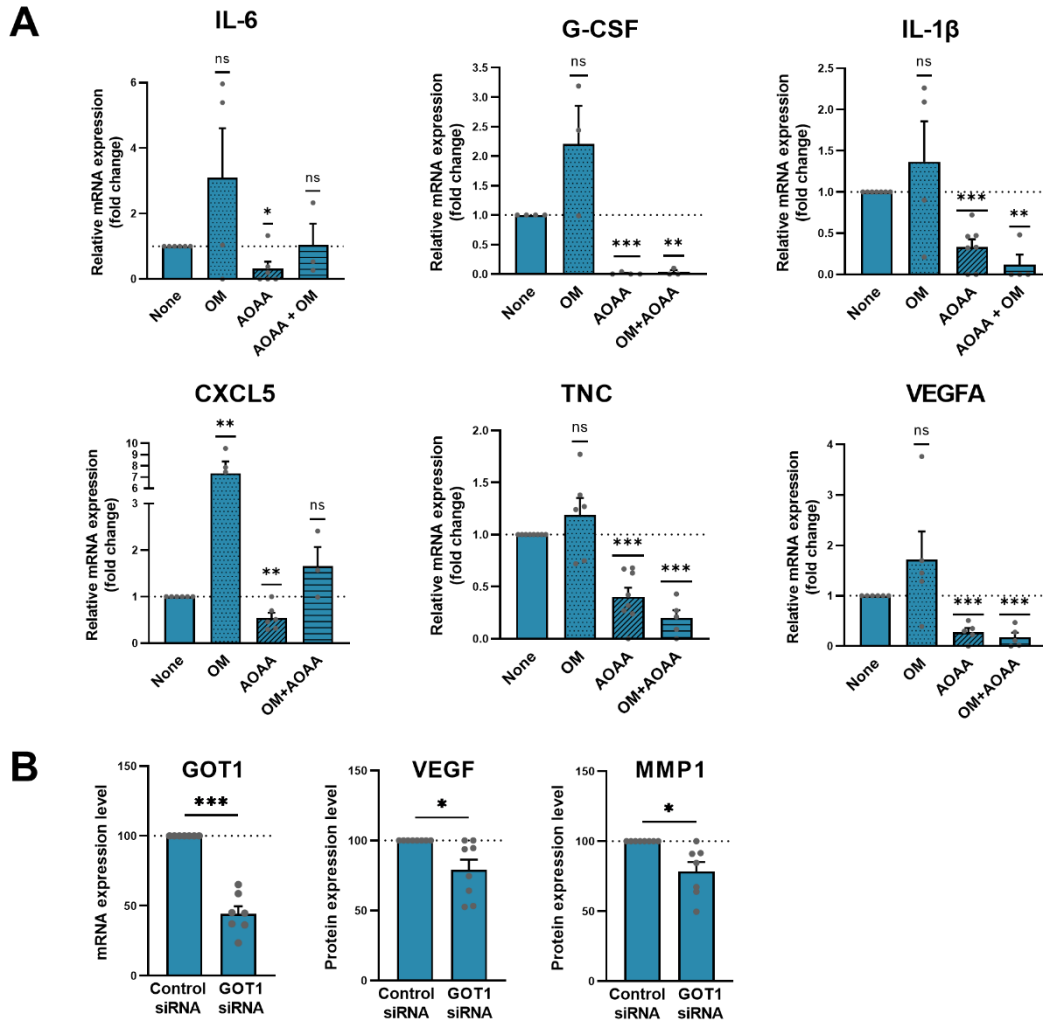 A
IL-6
Relative mRNA expression
(fold change)
6
4
2
1
0
ns
*
ns
None
OM
AOAA
AOAA + OM
G-CSF
Relative mRNA expression
(fold change)
3.5
3.0
2.5
2.0
1.5
1.0
0.5
0.0
ns
***
**
None
OM
AOAA
OM+AOAA
IL-1β
Relative mRNA expression
(fold change)
2.5
2.0
1.5
1.0
0.5
0.0
ns
***
**
None
OM
AOAA
AOAA + OM
CXCL5
Relative mRNA expression
(fold change)
10
9
8
7
6
3
2
1
0
**
**
ns
None
OM
AOAA
OM+AOAA
TNC
Relative mRNA expression
(fold change)
2.0
1.5
1.0
0.5
0.0
ns
***
***
None
OM
AOAA
OM+AOAA
VEGFA
Relative mRNA expression
(fold change)
4
3
2
1
0
ns
***
***
None
OM
AOAA
OM+AOAA
B
GOT1
mRNA expression level
150
100
50
0
***
Control
siRNA
GOT1
siRNA
VEGF
Protein expression level
150
100
50
0
*
Control
siRNA
GOT1
siRNA
MMP1
Protein expression level
150
100
50
0
*
Control
siRNA
GOT1
siRNA